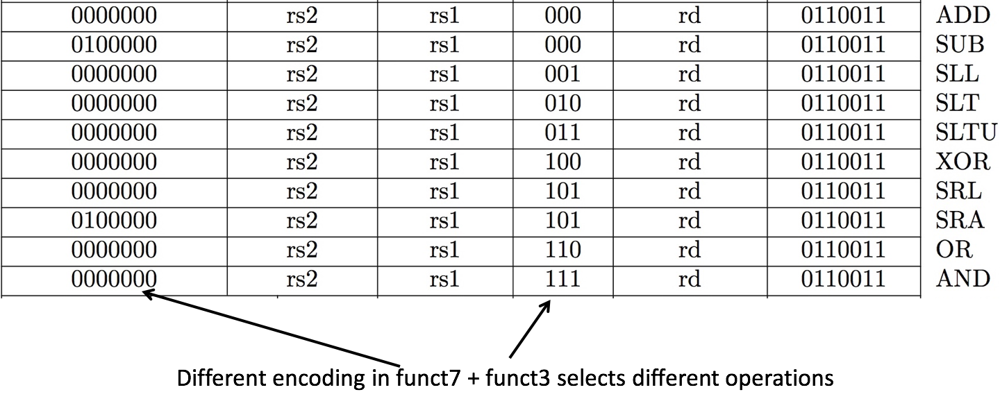 0000000 rs2 rs1 000 rd 0110011 ADD
0100000 rs2 rs1 000 rd 0110011 SUB
0000000 rs2 rs1 001 rd 0110011 SLL
0000000 rs2 rs1 010 rd 0110011 SLT
0000000 rs2 rs1 011 rd 0110011 SLTU
0000000 rs2 rs1 100 rd 0110011 XOR
0000000 rs2 rs1 101 rd 0110011 SRL
0100000 rs2 rs1 101 rd 0110011 SRA
0000000 rs2 rs1 110 rd 0110011 OR
0000000 rs2 rs1 111 rd 0110011 AND
Different encoding in funct7 + funct3 selects different operations